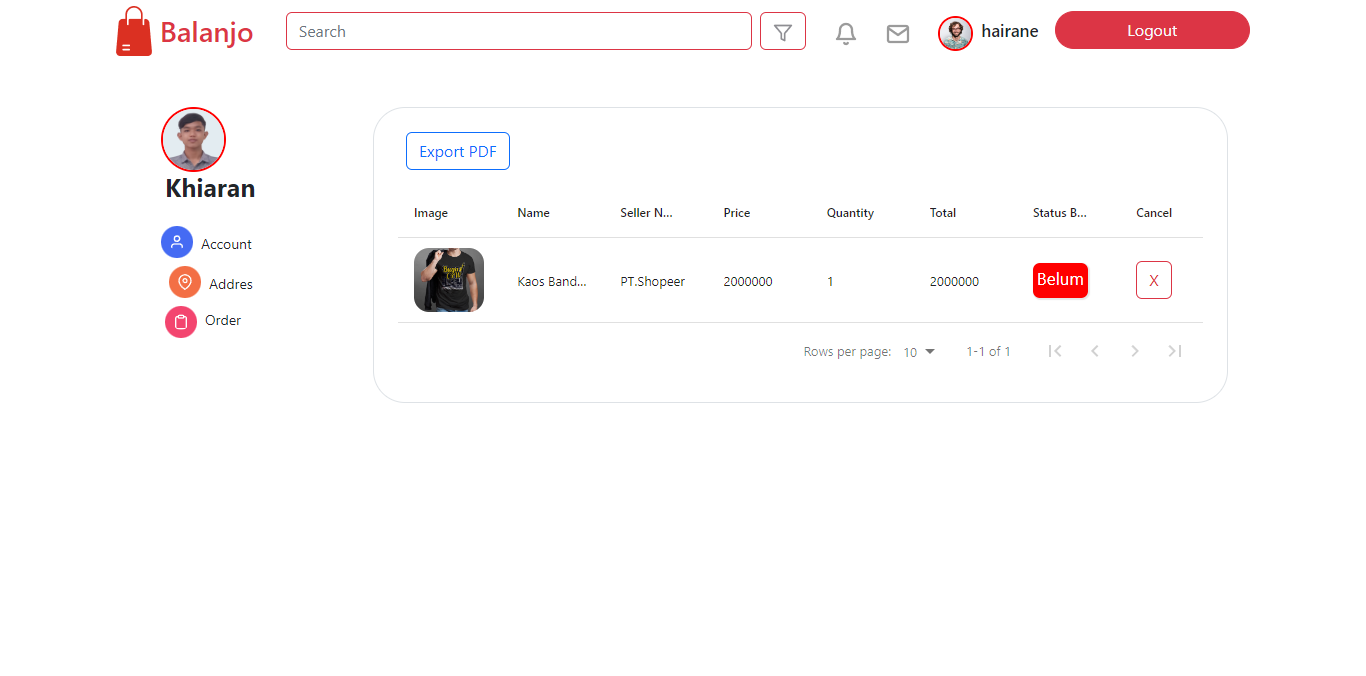 Balanjo
Search
hairane
Logout
Khiaran
Account
Addres
Order
Export PDF
Image Name Seller N... Price Quantity Total Status B... Cancel
Kaos Band... PT.Shopeer 2000000 1 2000000 Belum X
Rows per page: 10 1-1 of 1